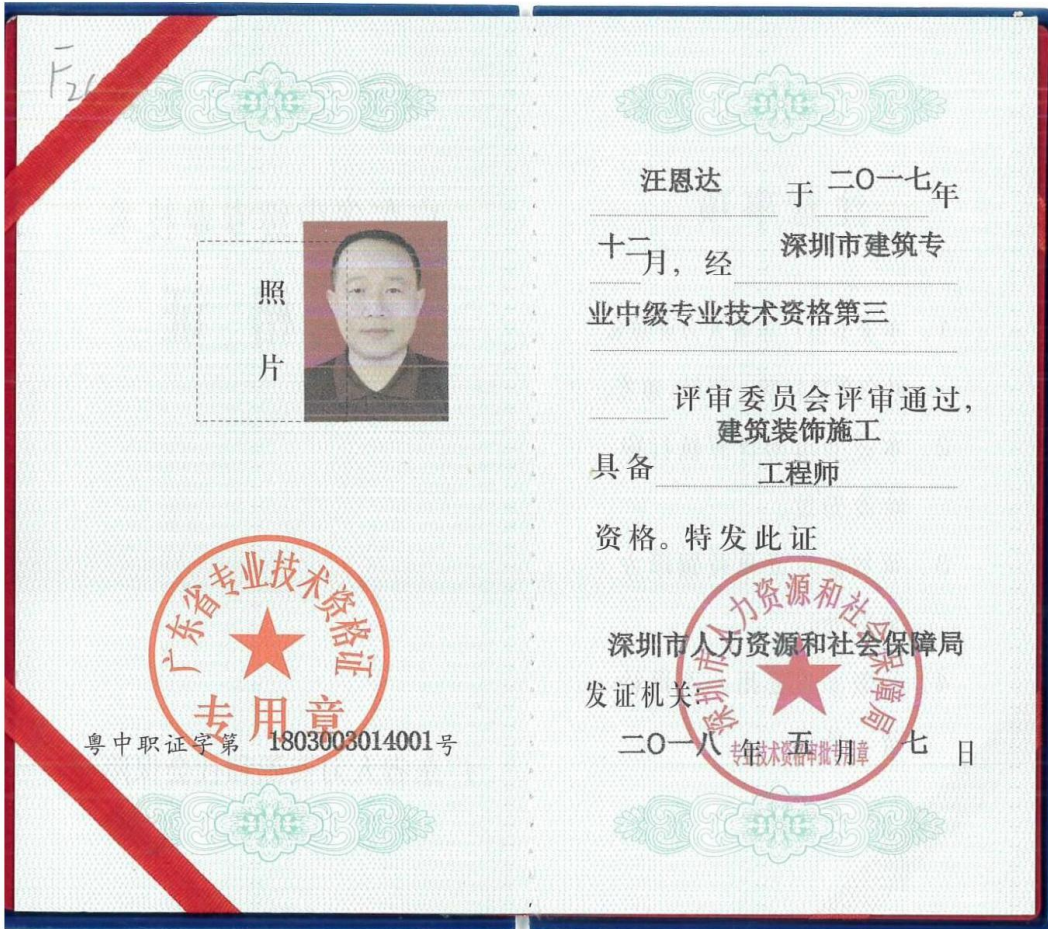 照
片
广东省专业技术资格证
专用章
粤中职证字第 1803003014001号
汪恩达 于 二〇一七年
十二月，经 深圳市建筑专
业中级专业技术资格第三
评审委员会评审通过，
建筑装饰施工
具备 工程师
资格。特发此证
深圳市人力资源和社会保障局
深圳市人力资源和社会保障局
发证机关:
二〇一八 年 五 月 七 日
专业技术资格审批专用章